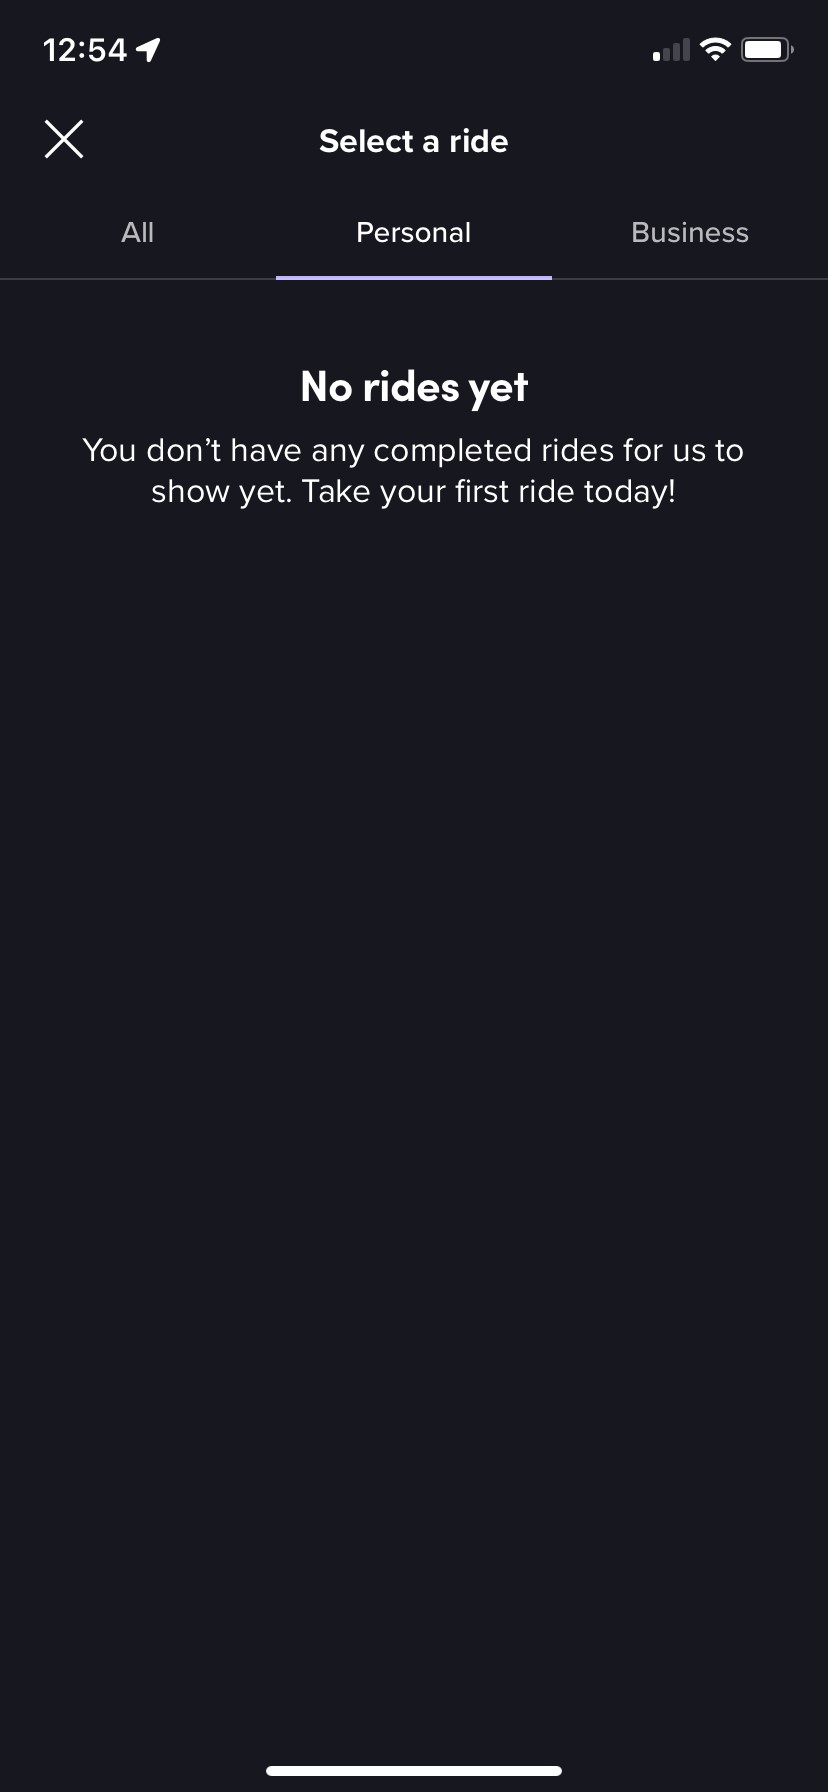 12:54
Select a ride
All
Personal
Business
No rides yet
You don’t have any completed rides for us to
show yet. Take your first ride today!